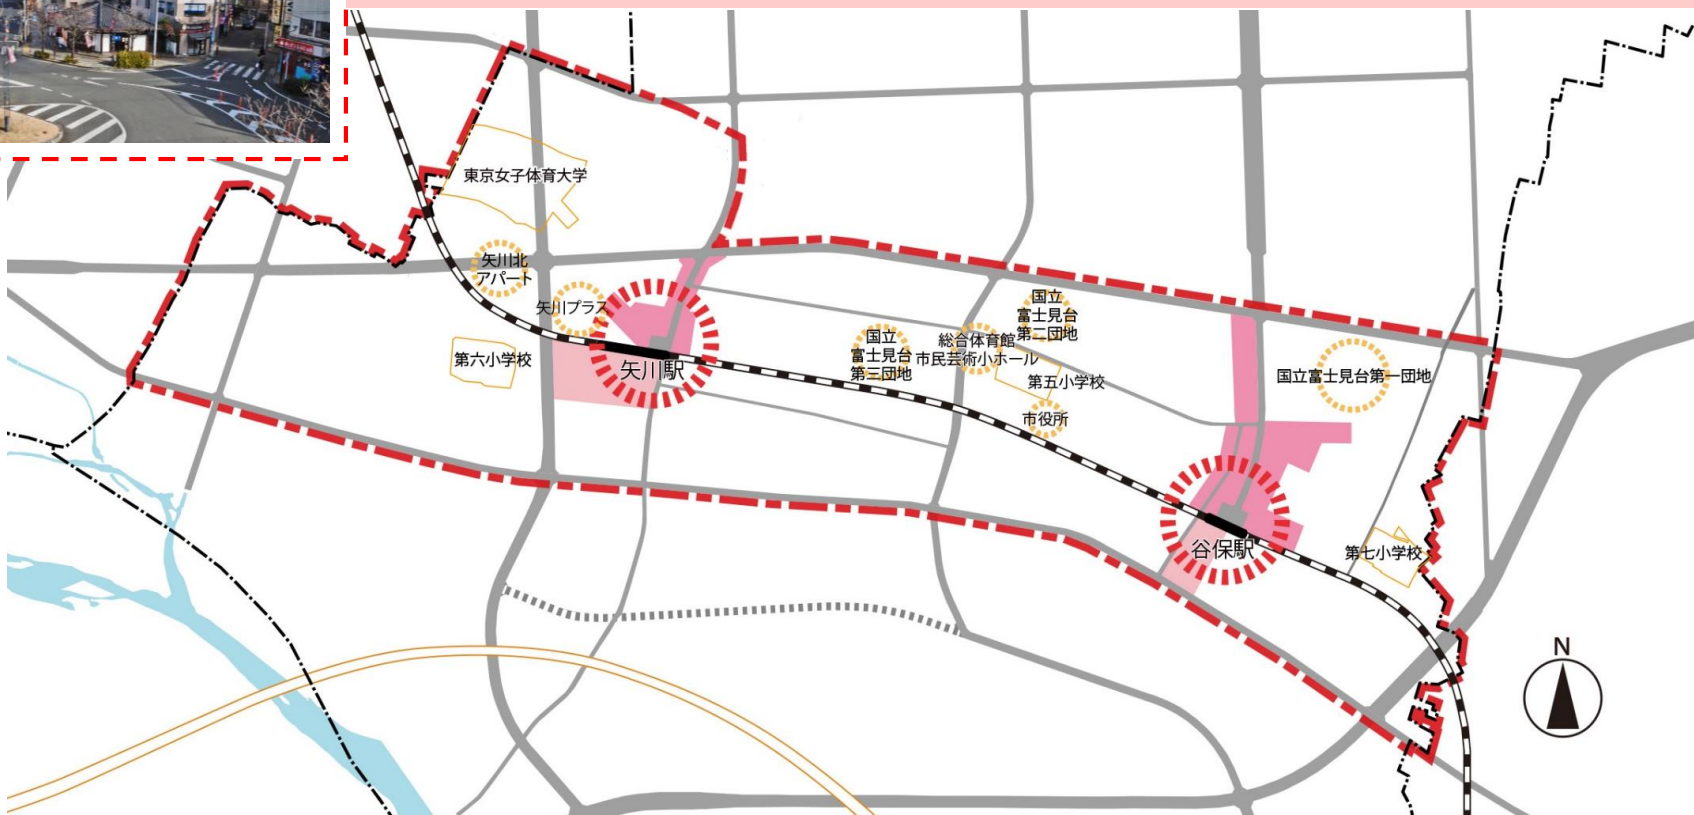 東京女子体育大学
矢川北
アパート
矢川プラス
第六小学校
矢川駅
国立
富士見台
第三団地
総合体育館
市民芸術小ホール
国立
富士見台
第二団地
第五小学校
市役所
国立富士見台第一団地
谷保駅
第七小学校
N